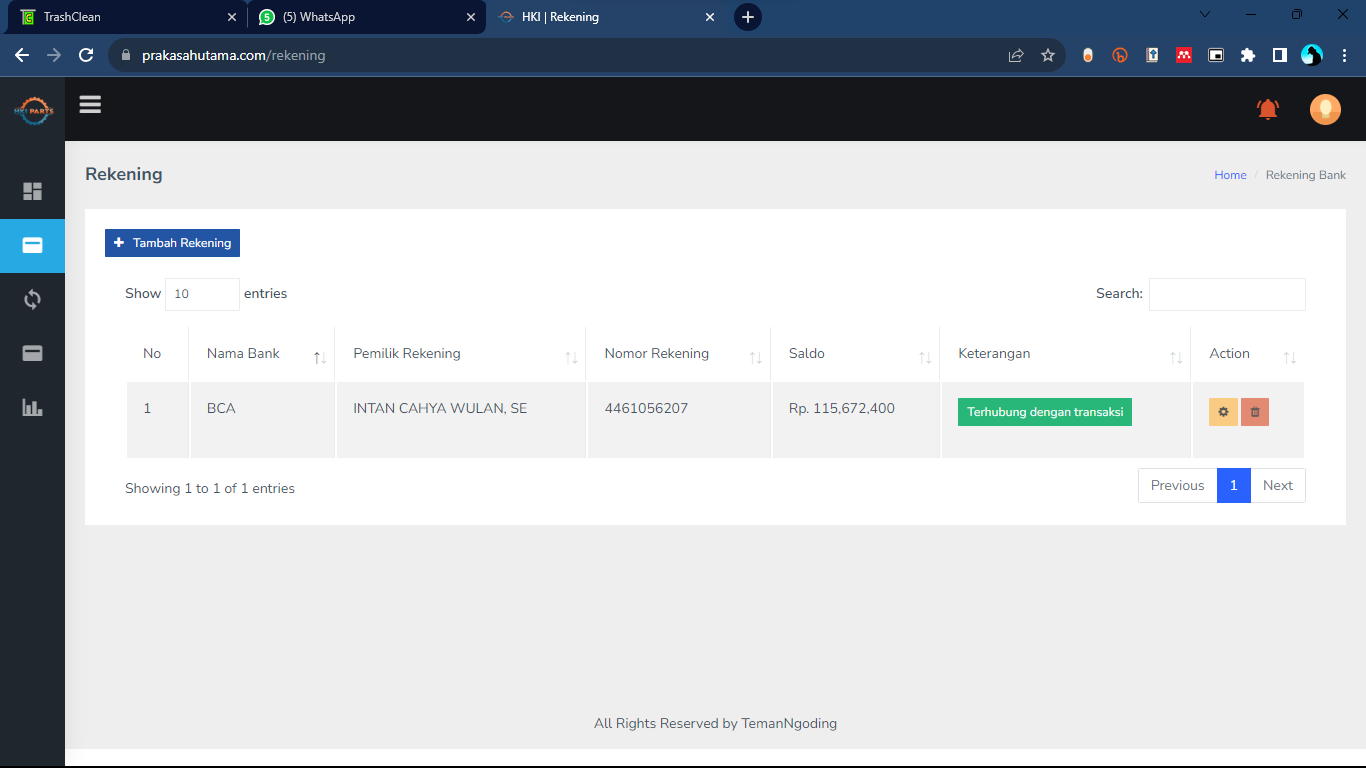 TrashClean
(5) WhatsApp
HKI | Rekening
prakasahutama.com/rekening
HKI PARTS
Rekening
Home / Rekening Bank
+ Tambah Rekening
Show 10 entries
Search:
No Nama Bank Pemilik Rekening Nomor Rekening Saldo Keterangan Action
1 BCA INTAN CAHYA WULAN, SE 4461056207 Rp. 115,672,400 Terhubung dengan transaksi
Showing 1 to 1 of 1 entries
Previous 1 Next
All Rights Reserved by TemanNgoding